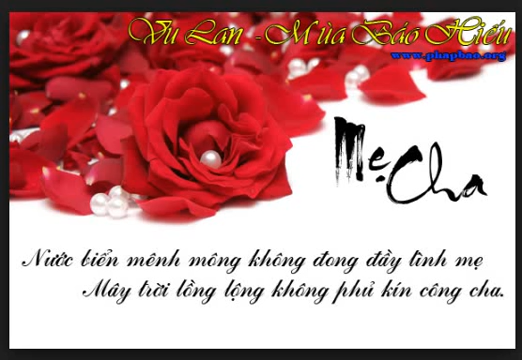 Vu Lan - Mùa Báo Hiếu
www.phapbao.org
Mẹ
Cha
Nước biển mênh mông không đong đầy tình mẹ
Mây trời lồng lộng không phủ kín công cha.